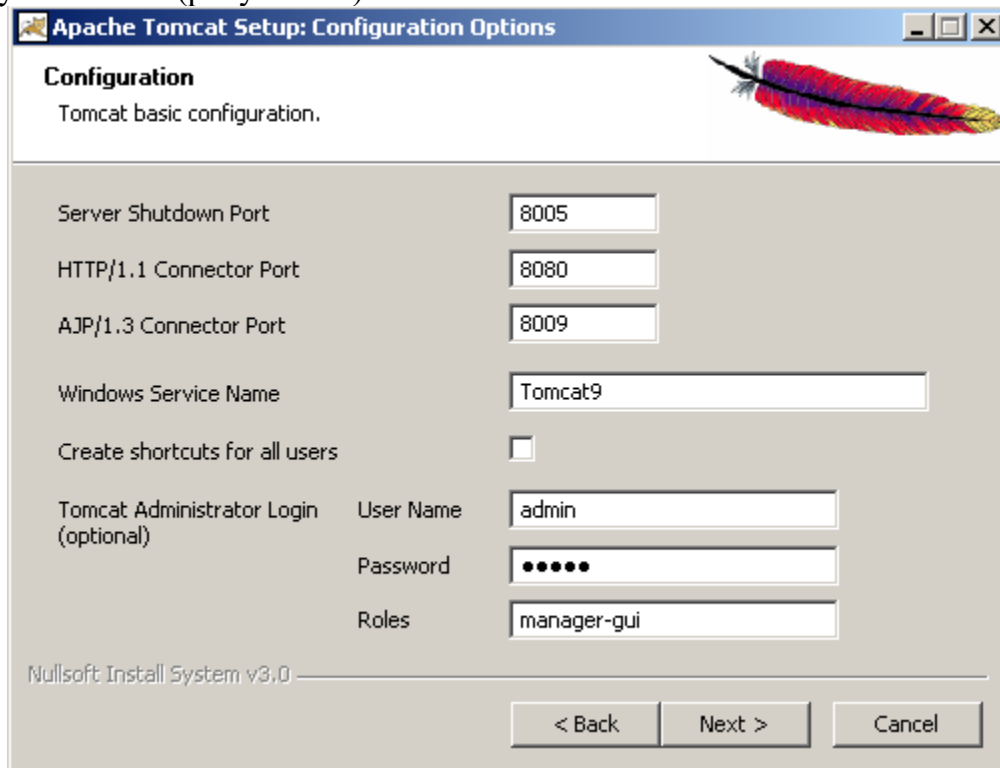 Apache Tomcat Setup: Configuration Options
Configuration
Tomcat basic configuration.
Server Shutdown Port 8005
HTTP/1.1 Connector Port 8080
AJP/1.3 Connector Port 8009
Windows Service Name Tomcat9
Create shortcuts for all users
Tomcat Administrator Login User Name admin
(optional)
Password •••••
Roles manager-gui
Nullsoft Install System v3.0
< Back Next > Cancel